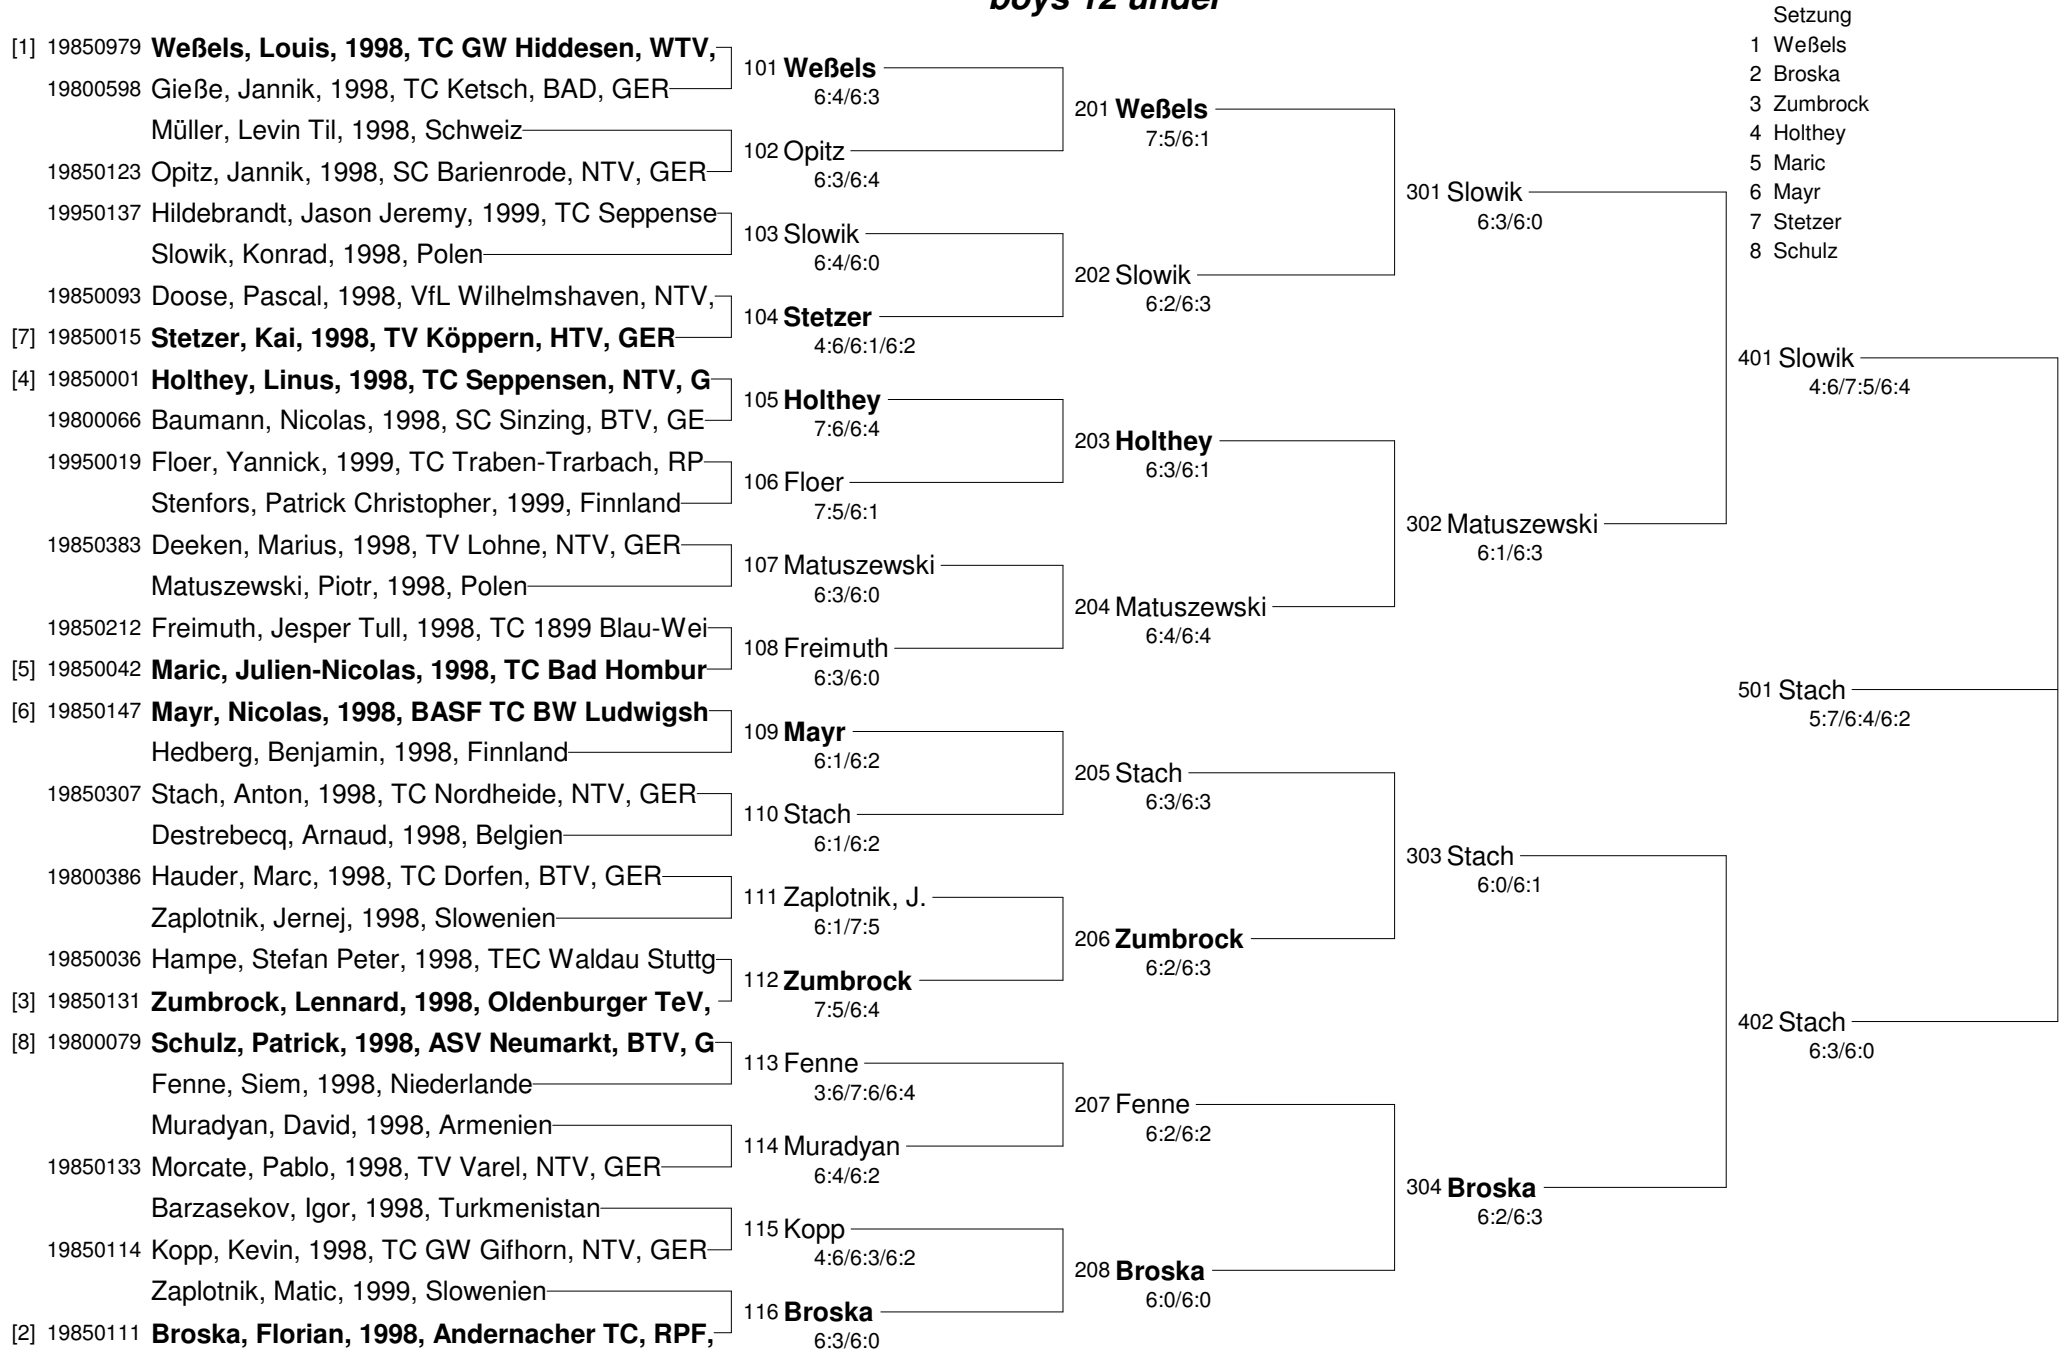 boys 12 under
Setzung
1 Weßels
2 Broska
3 Zumbrock
4 Holthey
5 Maric
6 Mayr
7 Stetzer
8 Schulz
[1] 19850979 Weßels, Louis, 1998, TC GW Hiddesen, WTV,
19800598 Gieße, Jannik, 1998, TC Ketsch, BAD, GER
Müller, Levin Til, 1998, Schweiz
19850123 Opitz, Jannik, 1998, SC Barienrode, NTV, GER
19950137 Hildebrandt, Jason Jeremy, 1999, TC Seppense
Slowik, Konrad, 1998, Polen
19850093 Doose, Pascal, 1998, VfL Wilhelmshaven, NTV,
[7] 19850015 Stetzer, Kai, 1998, TV Köppern, HTV, GER
[4] 19850001 Holthey, Linus, 1998, TC Seppensen, NTV, G
19800066 Baumann, Nicolas, 1998, SC Sinzing, BTV, GE
19950019 Floer, Yannick, 1999, TC Traben-Trarbach, RP
Stenfors, Patrick Christopher, 1999, Finnland
19850383 Deeken, Marius, 1998, TV Lohne, NTV, GER
Matuszewski, Piotr, 1998, Polen
19850212 Freimuth, Jesper Tull, 1998, TC 1899 Blau-Wei
[5] 19850042 Maric, Julien-Nicolas, 1998, TC Bad Hombur
[6] 19850147 Mayr, Nicolas, 1998, BASF TC BW Ludwigsh
Hedberg, Benjamin, 1998, Finnland
19850307 Stach, Anton, 1998, TC Nordheide, NTV, GER
Destrebecq, Arnaud, 1998, Belgien
19800386 Hauder, Marc, 1998, TC Dorfen, BTV, GER
Zaplotnik, Jernej, 1998, Slowenien
19850036 Hampe, Stefan Peter, 1998, TEC Waldau Stuttg
[3] 19850131 Zumbrock, Lennard, 1998, Oldenburger TeV,
[8] 19800079 Schulz, Patrick, 1998, ASV Neumarkt, BTV, G
Fenne, Siem, 1998, Niederlande
Muradyan, David, 1998, Armenien
19850133 Morcate, Pablo, 1998, TV Varel, NTV, GER
Barzasekov, Igor, 1998, Turkmenistan
19850114 Kopp, Kevin, 1998, TC GW Gifhorn, NTV, GER
Zaplotnik, Matic, 1999, Slowenien
[2] 19850111 Broska, Florian, 1998, Andernacher TC, RPF,
101 Weßels
6:4/6:3
102 Opitz
6:3/6:4
103 Slowik
6:4/6:0
104 Stetzer
4:6/6:1/6:2
105 Holthey
7:6/6:4
106 Floer
7:5/6:1
107 Matuszewski
6:3/6:0
108 Freimuth
6:3/6:0
109 Mayr
6:1/6:2
110 Stach
6:1/6:2
111 Zaplotnik, J.
6:1/7:5
112 Zumbrock
7:5/6:4
113 Fenne
3:6/7:6/6:4
114 Muradyan
6:4/6:2
115 Kopp
4:6/6:3/6:2
116 Broska
6:3/6:0
201 Weßels
7:5/6:1
202 Slowik
6:2/6:3
203 Holthey
6:3/6:1
204 Matuszewski
6:4/6:4
205 Stach
6:3/6:3
206 Zumbrock
6:2/6:3
207 Fenne
6:2/6:2
208 Broska
6:0/6:0
301 Slowik
6:3/6:0
302 Matuszewski
6:1/6:3
303 Stach
6:0/6:1
304 Broska
6:2/6:3
401 Slowik
4:6/7:5/6:4
402 Stach
6:3/6:0
501 Stach
5:7/6:4/6:2